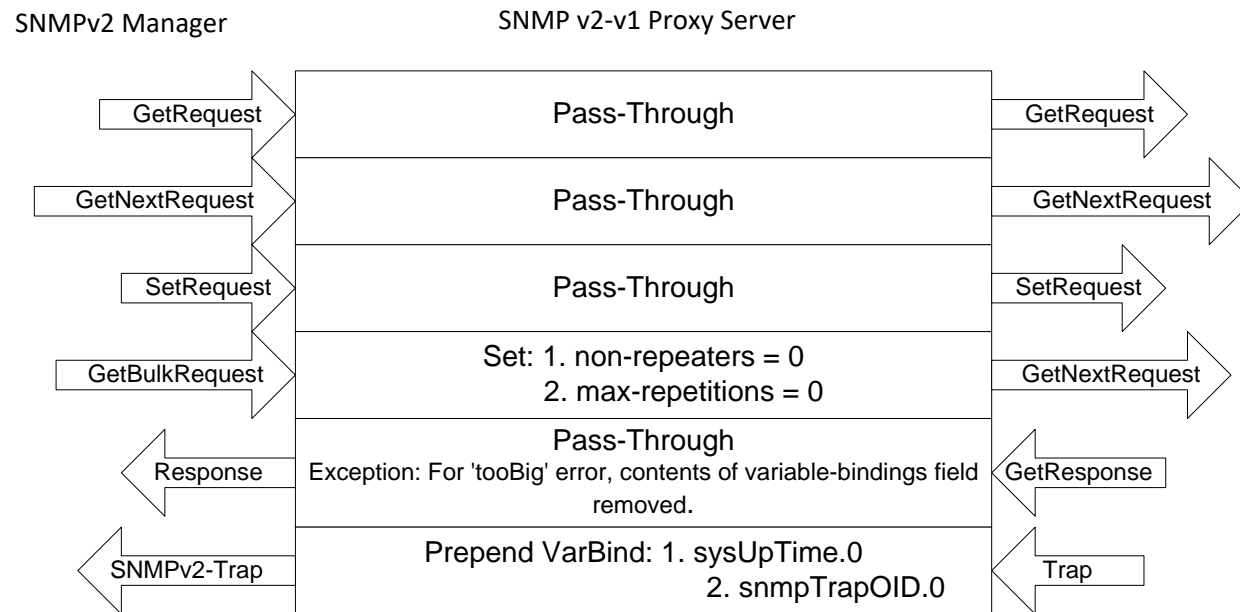 SNMPv2 Manager
SNMP v2-v1 Proxy Server
GetRequest
Pass-Through
GetRequest
GetNextRequest
Pass-Through
GetNextRequest
SetRequest
Pass-Through
SetRequest
GetBulkRequest
Set: 1. non-repeaters = 0
2. max-repetitions = 0
GetNextRequest
Response
Pass-Through
Exception: For 'tooBig' error, contents of variable-bindings field
removed.
GetResponse
SNMPv2-Trap
Prepend VarBind: 1. sysUpTime.0
2. snmpTrapOID.0
Trap